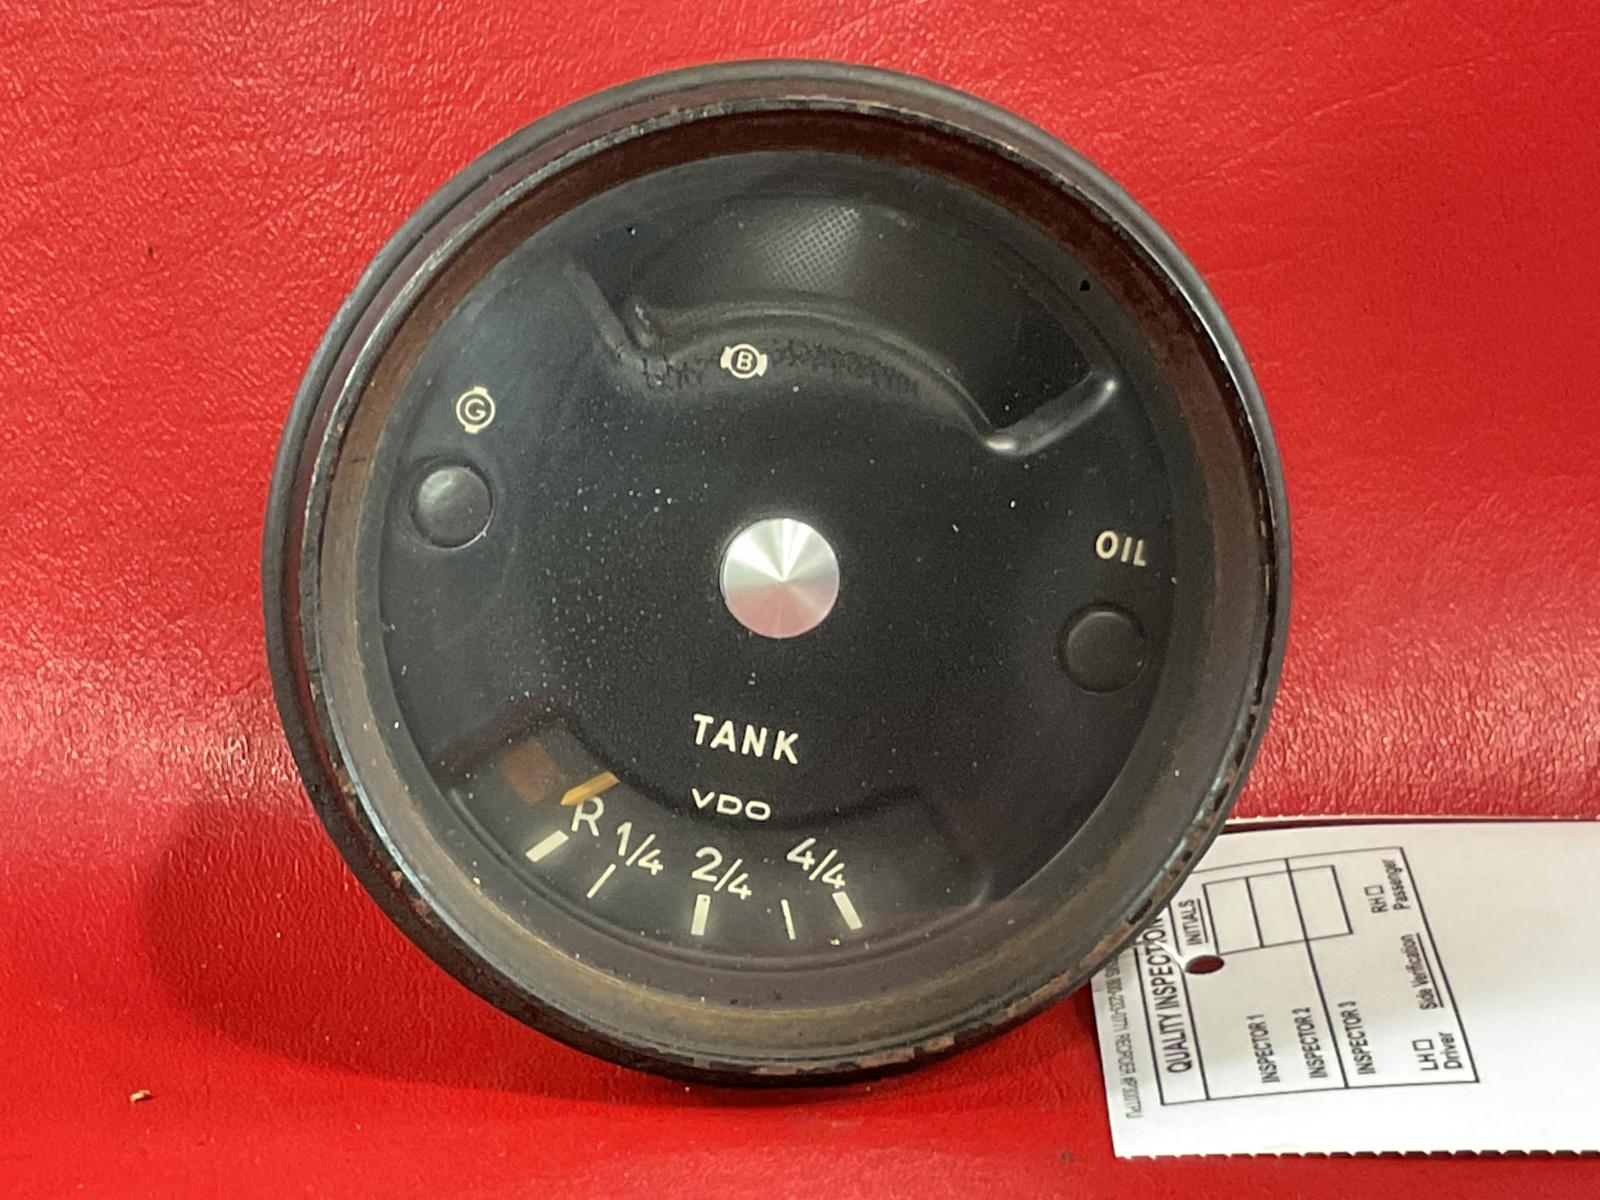 B
G
OIL
TANK
VDO
R 1/4 2/4 4/4
QUALITY INSPECTION
INITIALS
INSPECTOR 1
INSPECTOR 2
INSPECTOR 3
Side Verification
LH □ RH □
Driver Passenger